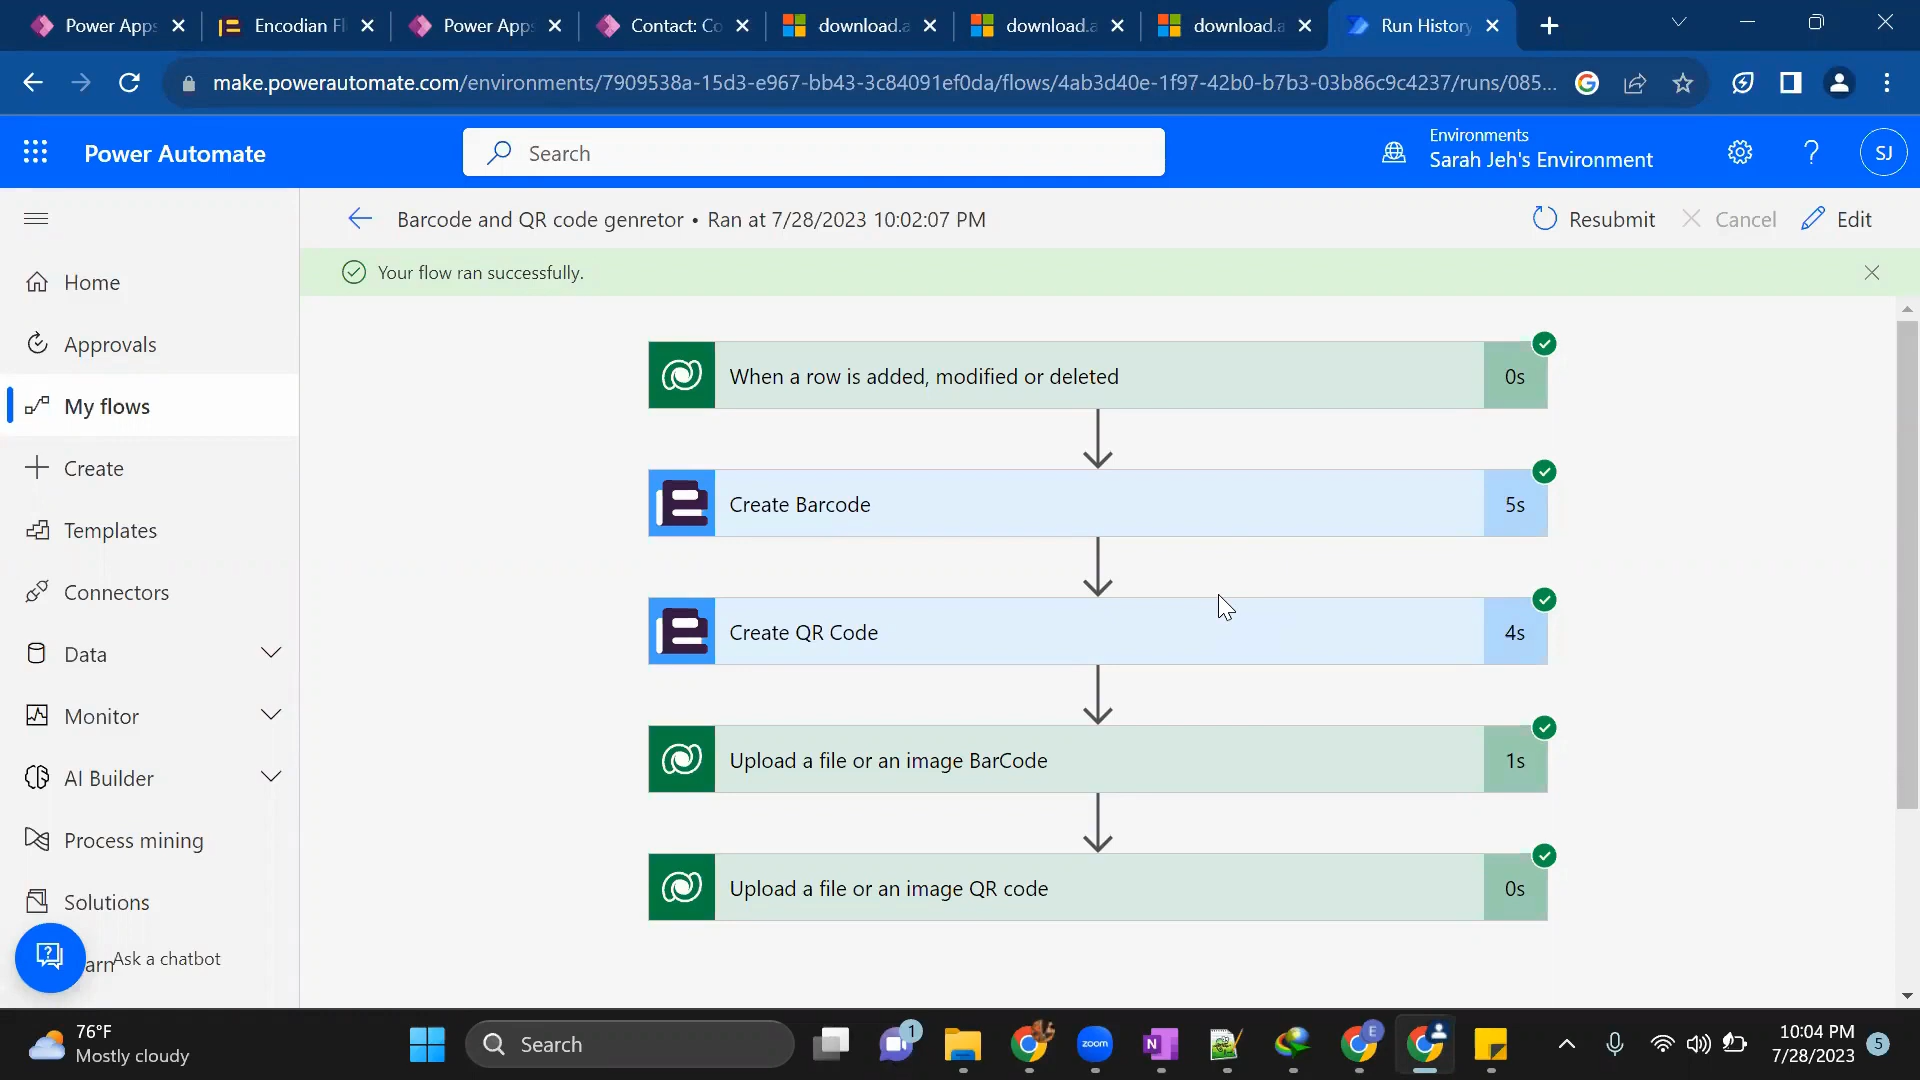 Power Apps
Encodian Fl
Power Apps
Contact: Co
download.a
download.a
download.a
Run History
make.powerautomate.com/environments/7909538a-15d3-e967-bb43-3c84091ef0da/flows/4ab3d40e-1f97-42b0-b7b3-03b86c9c4237/runs/085...
Power Automate
Search
Environments
Sarah Jeh's Environment
SJ
Barcode and QR code genretor • Ran at 7/28/2023 10:02:07 PM
Resubmit
Cancel
Edit
Your flow ran successfully.
Home
Approvals
My flows
Create
Templates
Connectors
Data
Monitor
AI Builder
Process mining
Solutions
arn
Ask a chatbot
When a row is added, modified or deleted
0s
Create Barcode
5s
Create QR Code
4s
Upload a file or an image BarCode
1s
Upload a file or an image QR code
0s
76°F
Mostly cloudy
Search
1
zoom
E
10:04 PM
7/28/2023
5